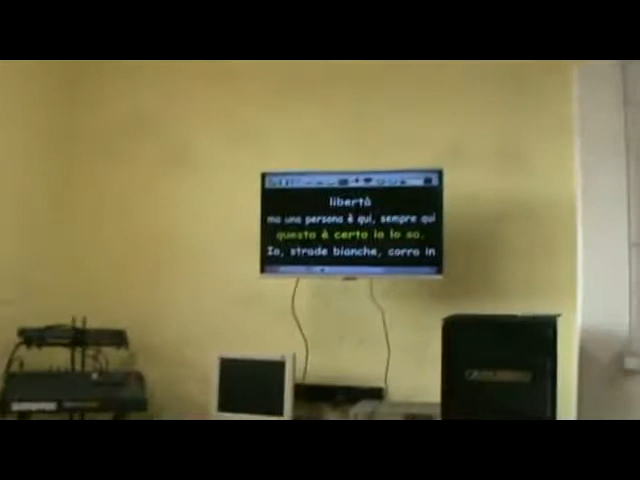 libertà
ma una persona è qui, sempre qui
questo è certo io lo so.
Io, strade bianche, corro in